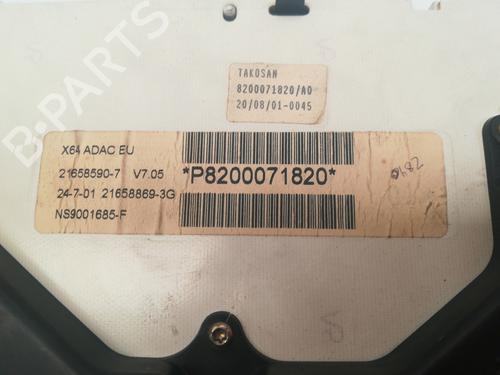 TAKOSAN
8200071820/A0
20/08/01-0045
X64 ADAC EU
21658590-7 V7.05
*P8200071820*
24-7-01 21658869-3G
NS9001685-F
B-PARTS